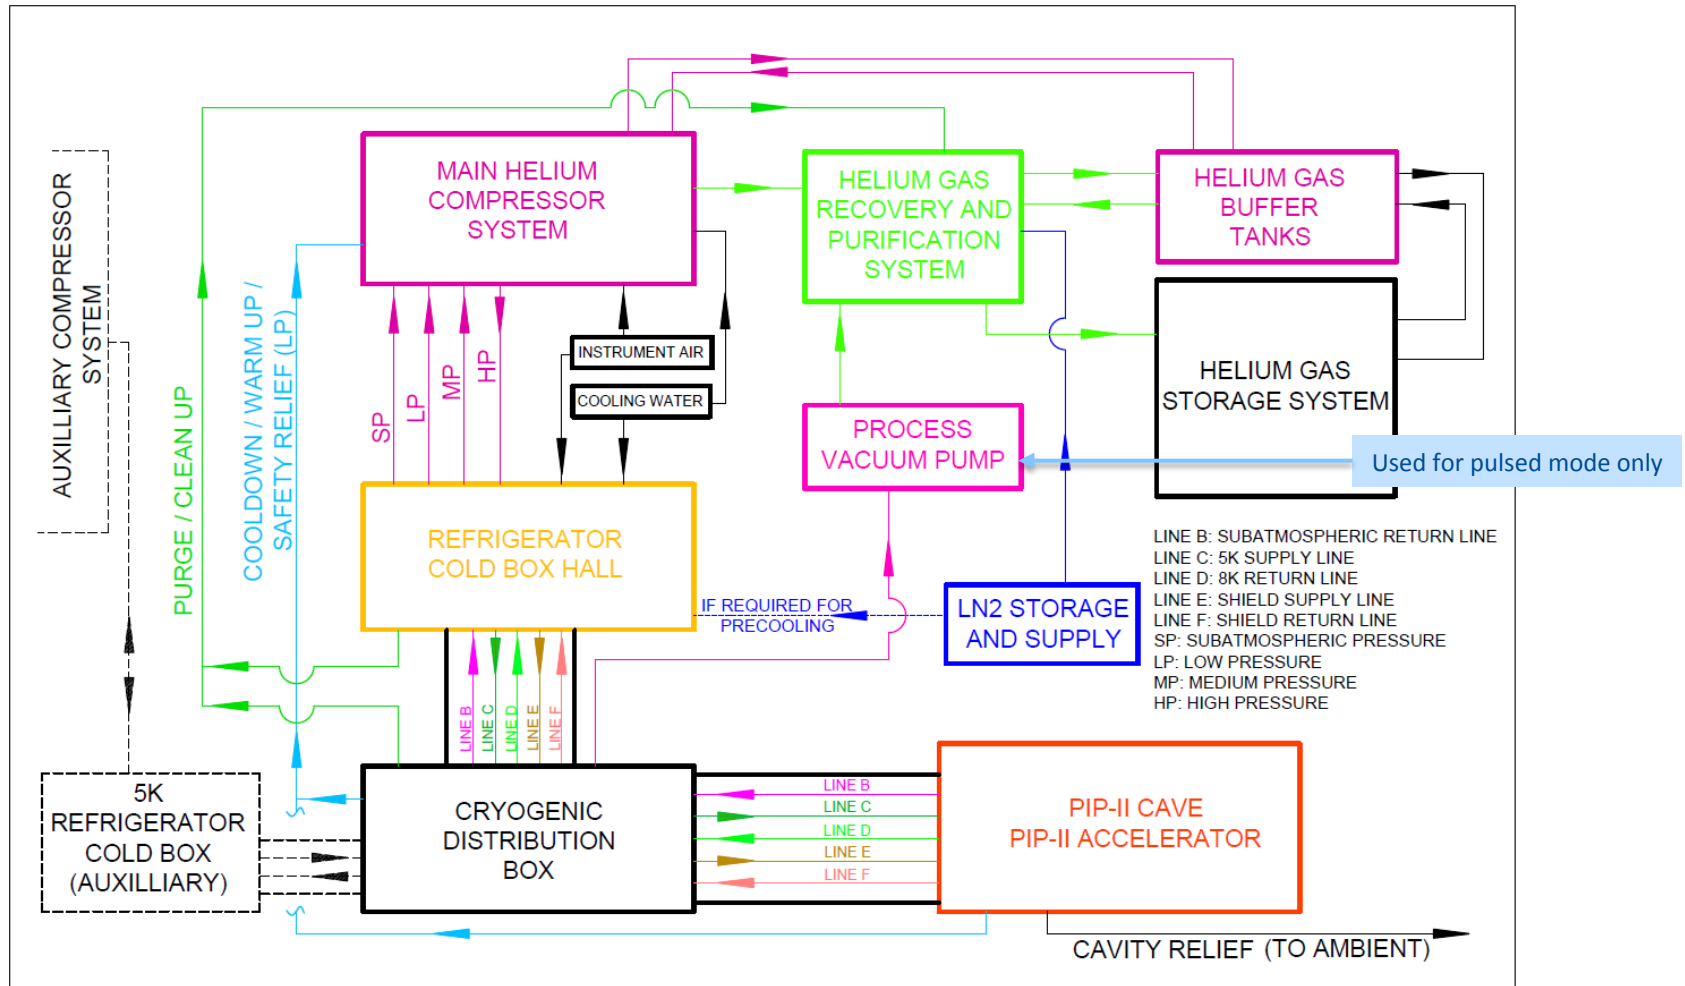 AUXILLIARY COMPRESSOR
SYSTEM
PURGE / CLEAN UP
COOLDOWN / WARM UP /
SAFETY RELIEF (LP)
MAIN HELIUM
COMPRESSOR
SYSTEM
HELIUM GAS
RECOVERY AND
PURIFICATION
SYSTEM
HELIUM GAS
BUFFER
TANKS
SP
LP
MP
HP
INSTRUMENT AIR
COOLING WATER
HELIUM GAS
STORAGE SYSTEM
PROCESS
VACUUM PUMP
Used for pulsed mode only
REFRIGERATOR
COLD BOX HALL
IF REQUIRED FOR
PRECOOLING
LN2 STORAGE
AND SUPPLY
LINE B: SUBATMOSPHERIC RETURN LINE
LINE C: 5K SUPPLY LINE
LINE D: 8K RETURN LINE
LINE E: SHIELD SUPPLY LINE
LINE F: SHIELD RETURN LINE
SP: SUBATMOSPHERIC PRESSURE
LP: LOW PRESSURE
MP: MEDIUM PRESSURE
HP: HIGH PRESSURE
LINE B
LINE C
LINE D
LINE E
LINE F
5K
REFRIGERATOR
COLD BOX
(AUXILLIARY)
CRYOGENIC
DISTRIBUTION
BOX
LINE B
LINE C
LINE D
LINE E
LINE F
PIP-II CAVE
PIP-II ACCELERATOR
CAVITY RELIEF (TO AMBIENT)